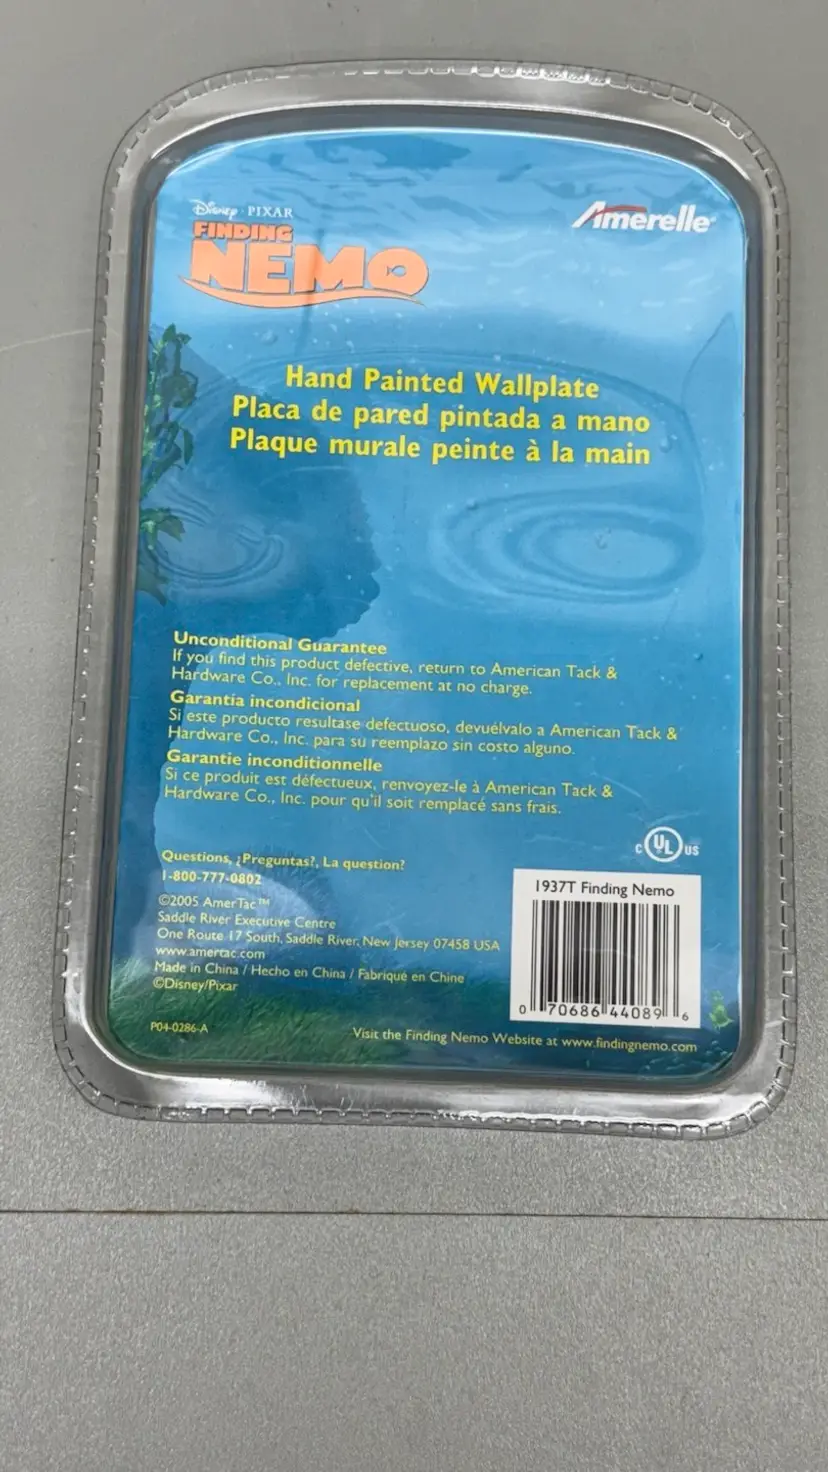 Disney · PIXAR
FINDING
NEMO
Amerelle
Hand Painted Wallplate
Placa de pared pintada a mano
Plaque murale peinte à la main
Unconditional Guarantee
If you find this product defective, return to American Tack &
Hardware Co., Inc. for replacement at no charge.
Garantía incondicional
Si este producto resultase defectuoso, devuélvalo a American Tack &
Hardware Co., Inc. para su reemplazo sin costo alguno.
Garantie inconditionnelle
Si ce produit est défectueux, renvoyez-le à American Tack &
Hardware Co., Inc. pour qu'il soit remplacé sans frais.
C UL US
Questions, ¿Preguntas?, La question?
1-800-777-0802
©2005 AmerTac™
Saddle River Executive Centre
One Route 17 South, Saddle River, New Jersey 07458 USA
www.amertac.com
Made in China / Hecho en China / Fabriqué en Chine
©Disney/Pixar
1937T Finding Nemo
0 70686 44089 6
P04-0286-A
Visit the Finding Nemo Website at www.findingnemo.com